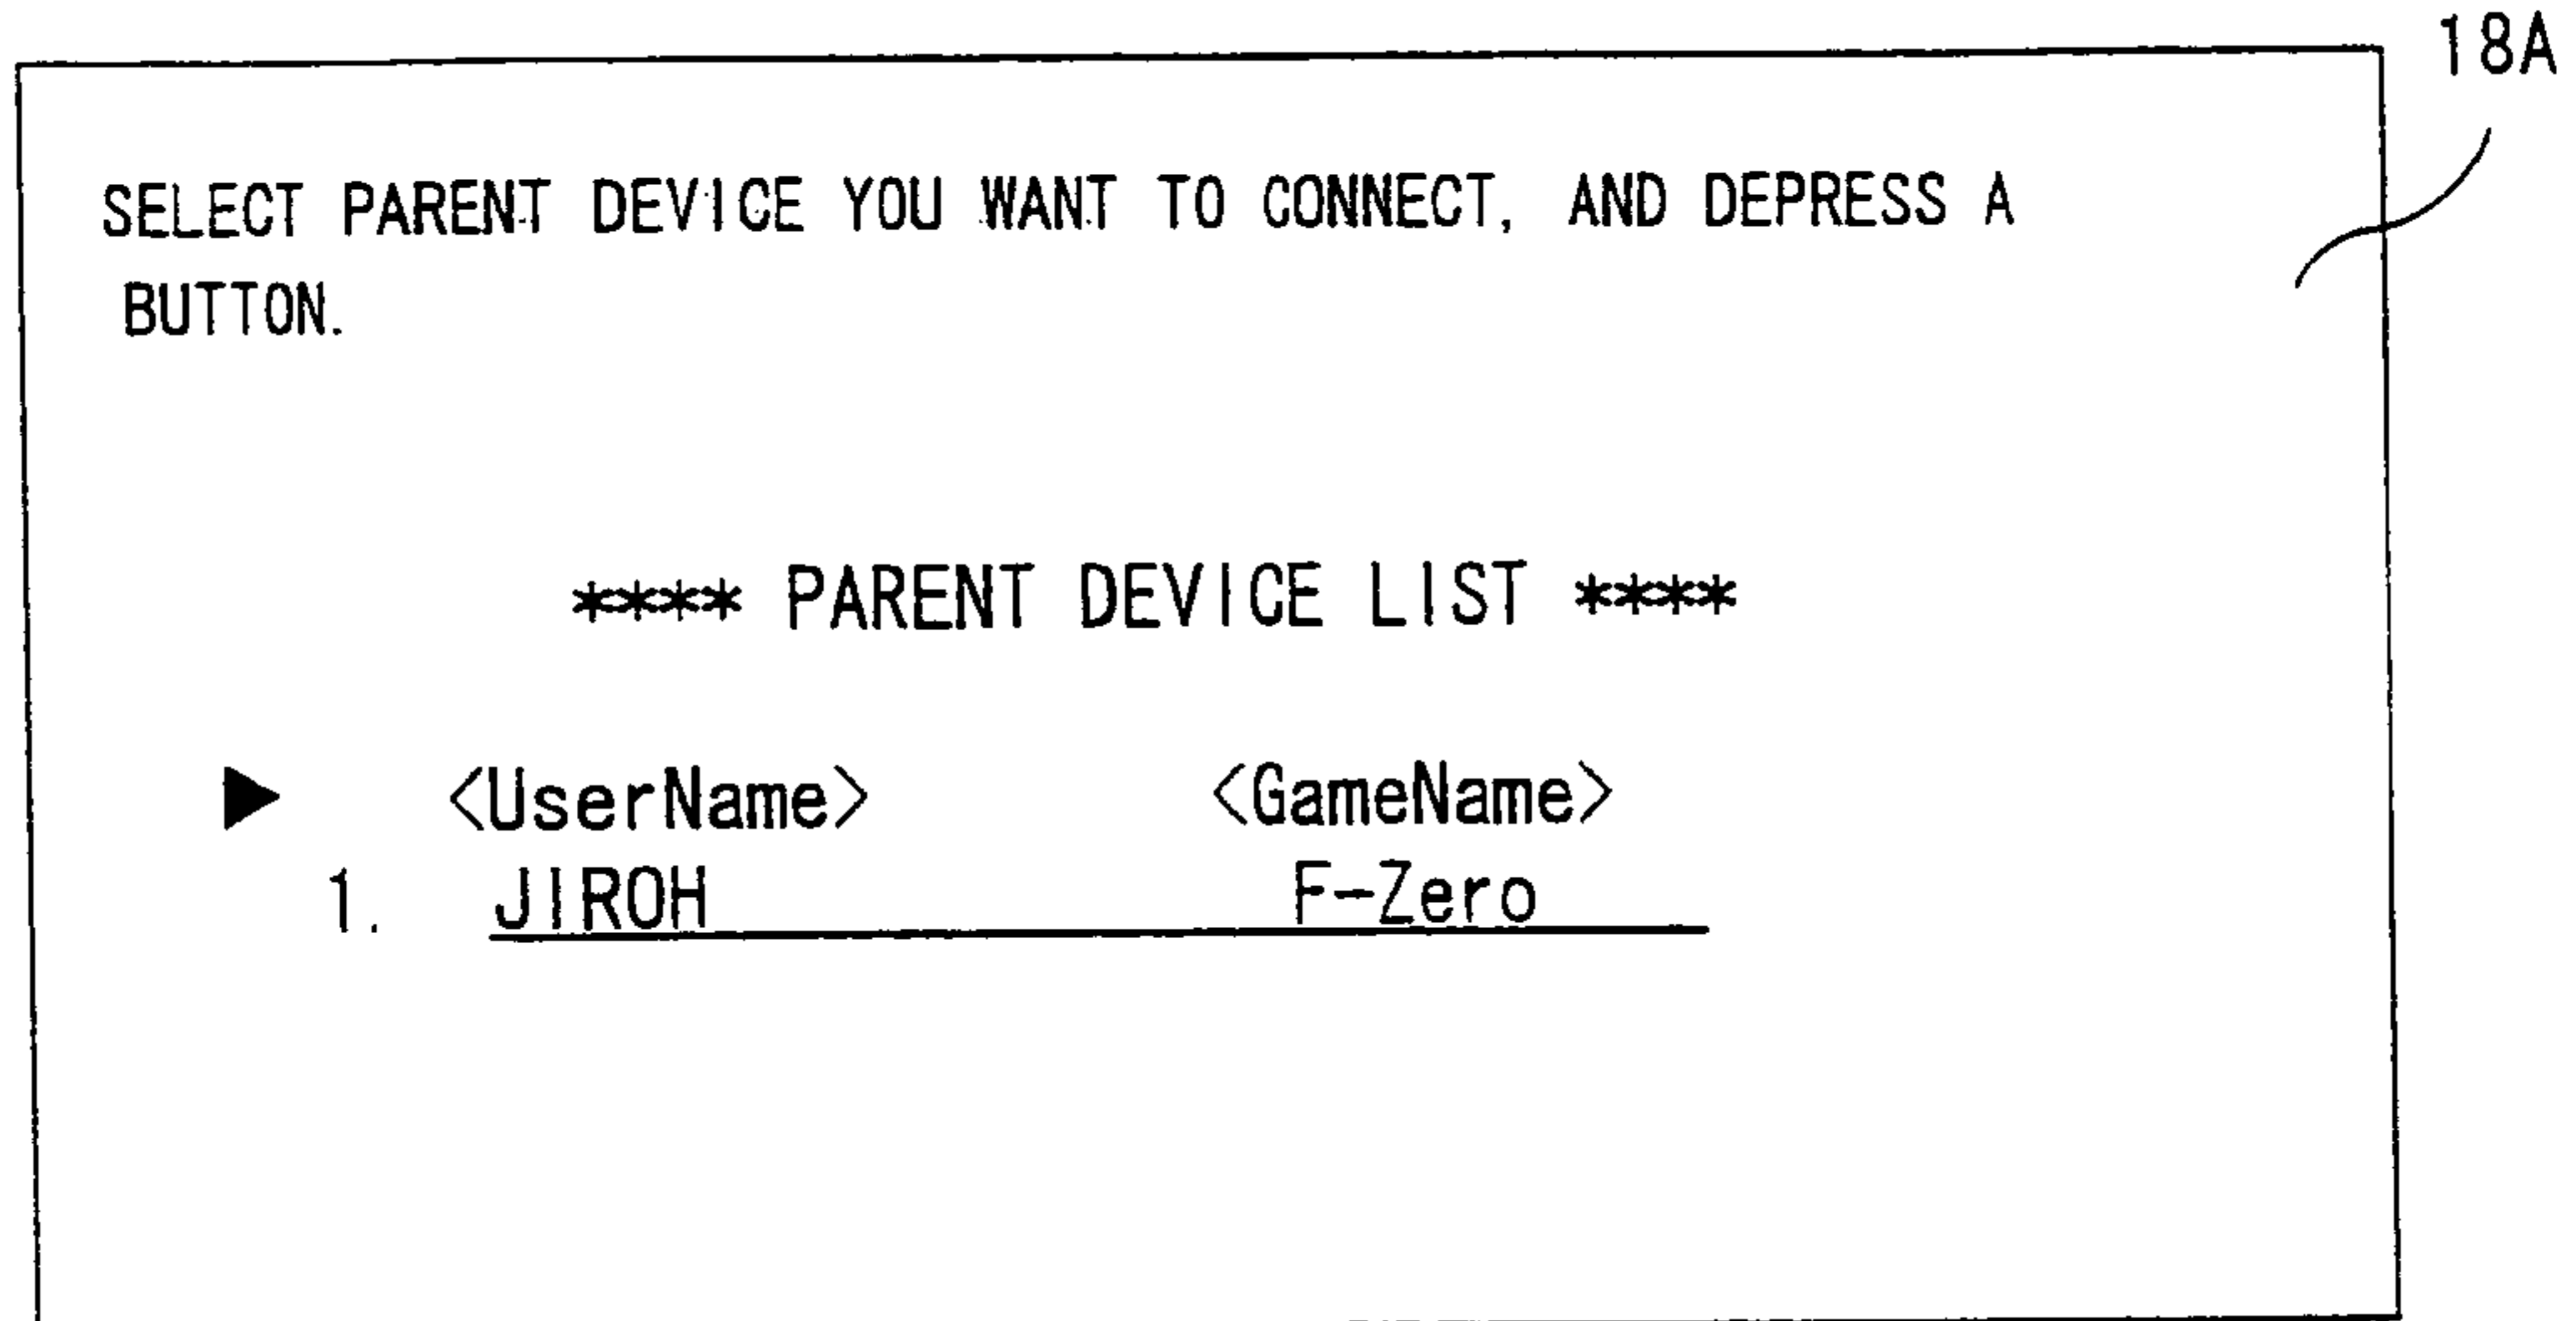 18A
SELECT PARENT DEVICE YOU WANT TO CONNECT, AND DEPRESS A
BUTTON.
**** PARENT DEVICE LIST ****
▶ <UserName> <GameName>
1. JIROH F-Zero